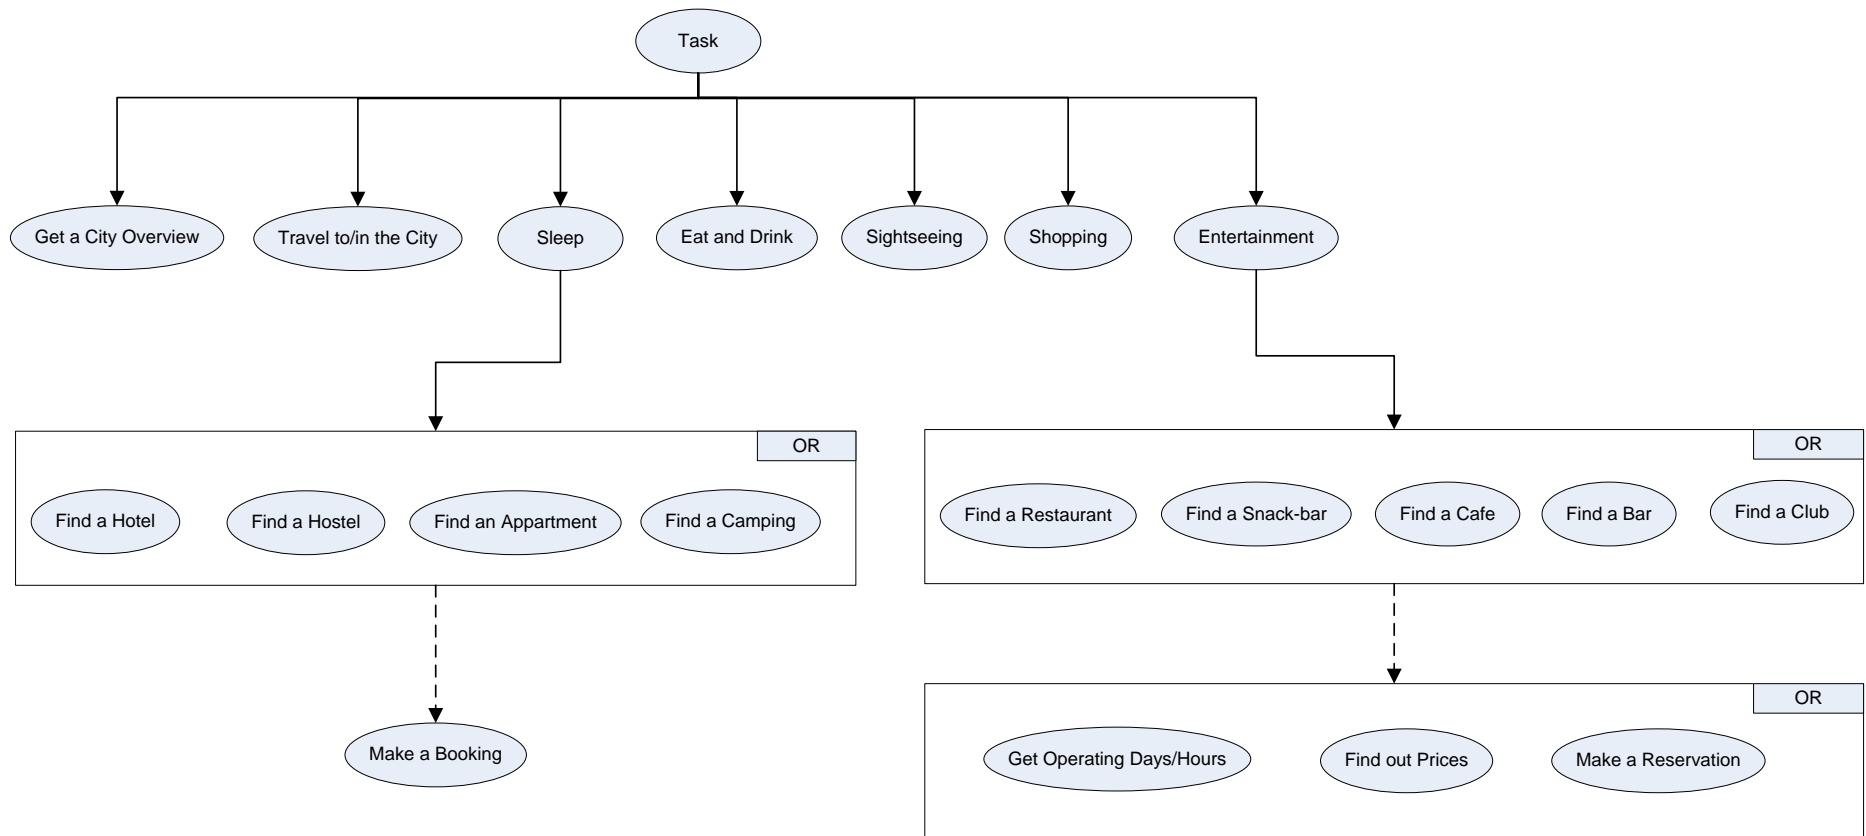 Task
Get a City Overview
Travel to/in the City
Sleep
Eat and Drink
Sightseeing
Shopping
Entertainment
OR
Find a Hotel
Find a Hostel
Find an Appartment
Find a Camping
OR
Find a Restaurant
Find a Snack-bar
Find a Cafe
Find a Bar
Find a Club
Make a Booking
OR
Get Operating Days/Hours
Find out Prices
Make a Reservation